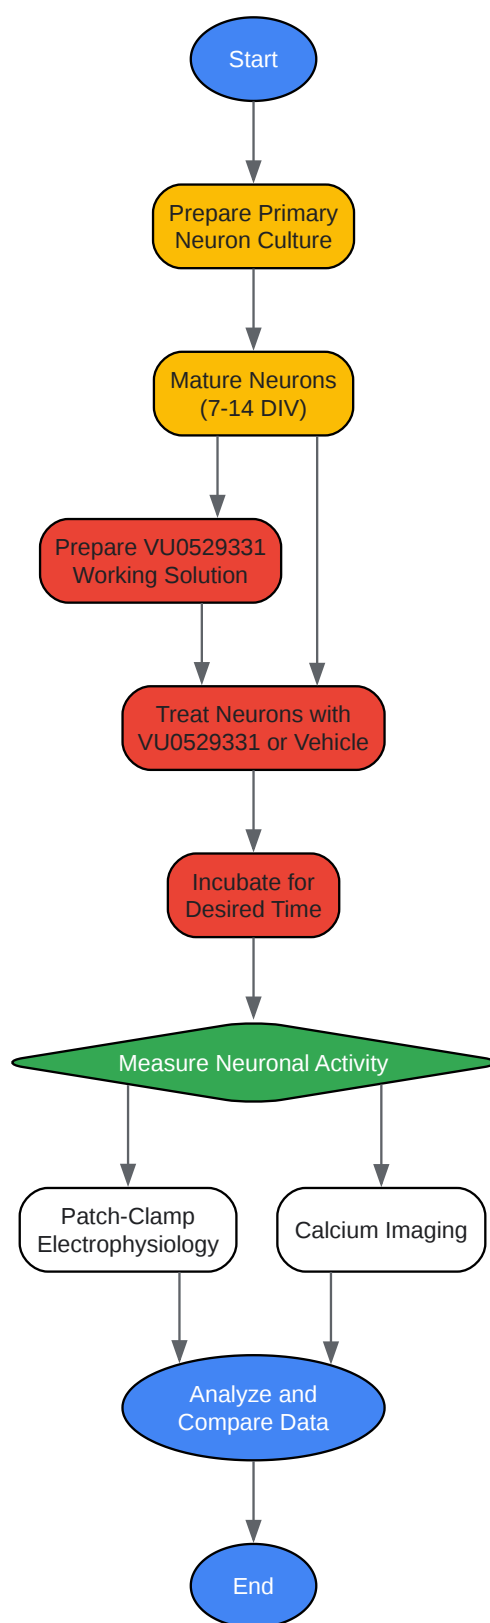 Start
Prepare Primary
Neuron Culture
Mature Neurons
(7-14 DIV)
Prepare VU0529331
Working Solution
Treat Neurons with
VU0529331 or Vehicle
Incubate for
Desired Time
Measure Neuronal Activity
Patch-Clamp
Electrophysiology
Calcium Imaging
Analyze and
Compare Data
End